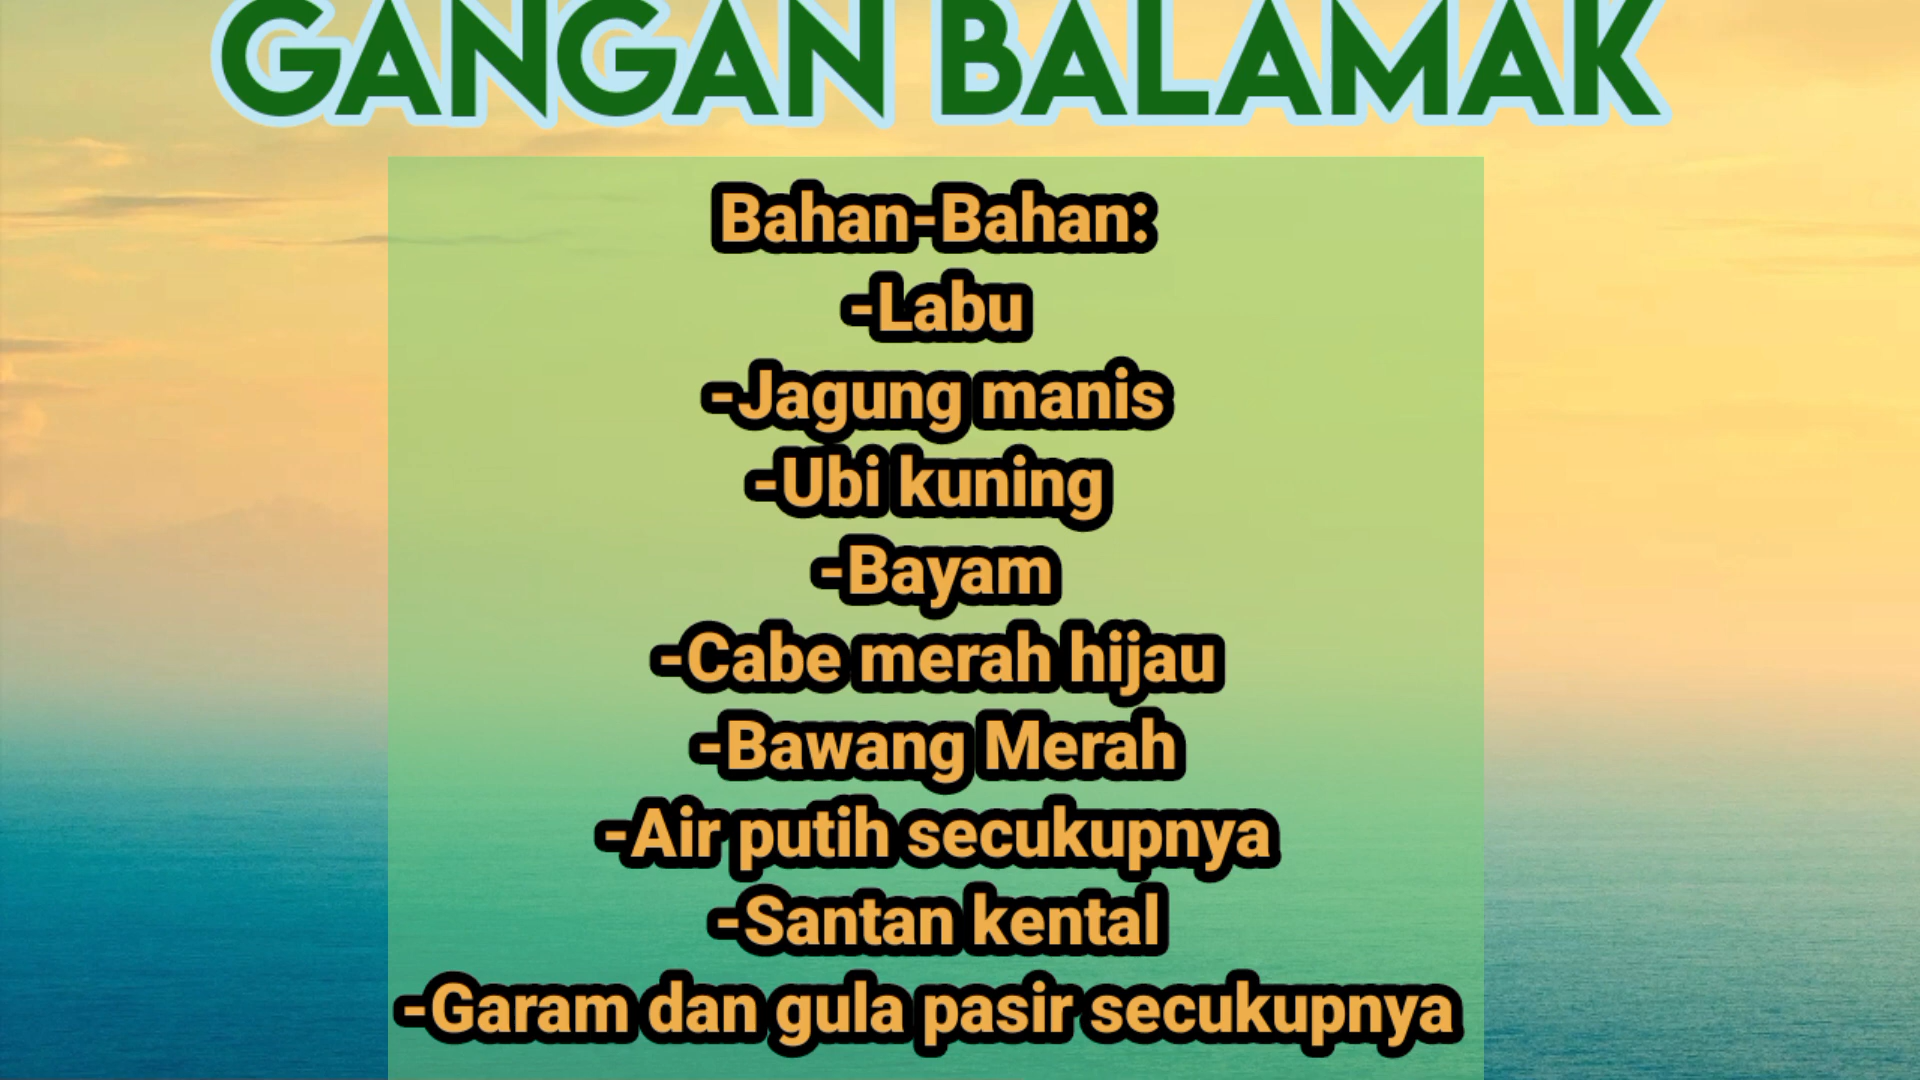 GANGAN BALAMAK
Bahan-Bahan:
-Labu
-Jagung manis
-Ubi kuning
-Bayam
-Cabe merah hijau
-Bawang Merah
-Air putih secukupnya
-Santan kental
-Garam dan gula pasir secukupnya